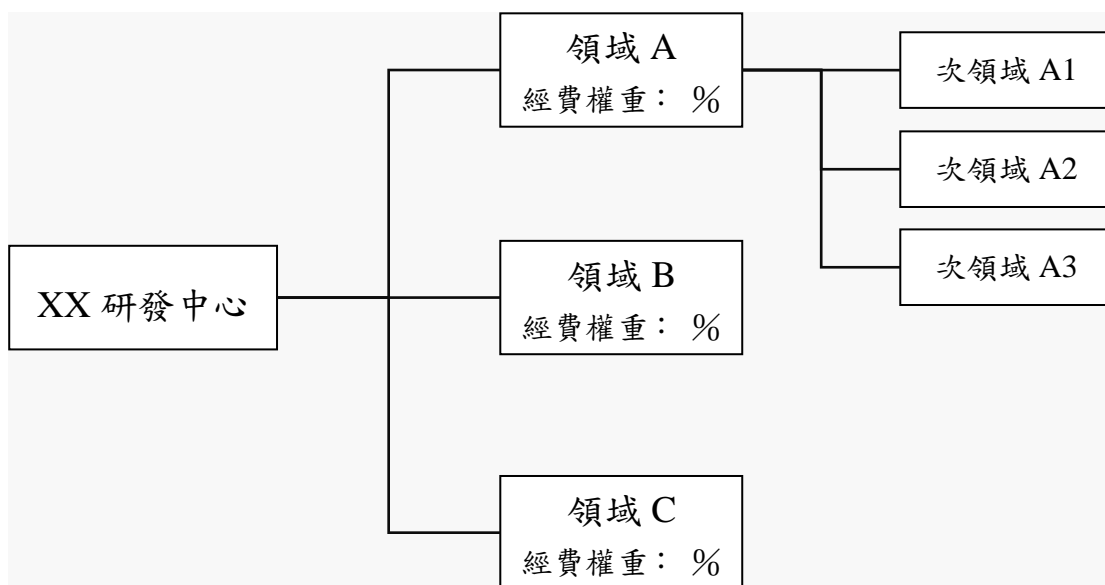 XX 研發中心
領域 A
經費權重： %
次領域 A1
次領域 A2
次領域 A3
領域 B
經費權重： %
領域 C
經費權重： %